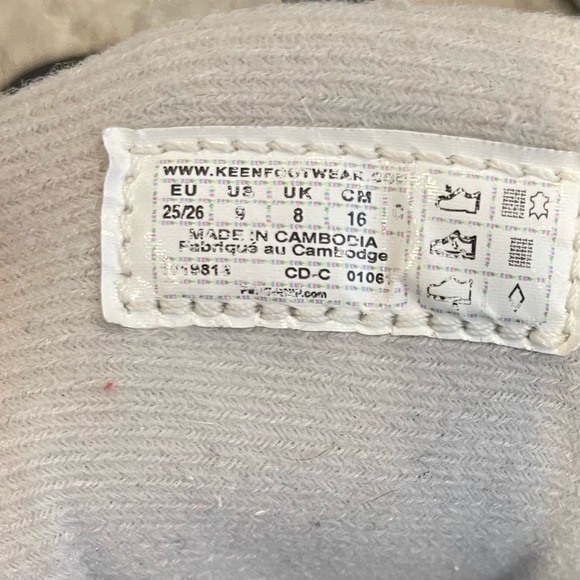 WWW.KEENFOOTWEAR.COM
EU US UK CM
25/26 9 8 16
MADE IN CAMBODIA
Fabriqué au Cambodge
CD-C 0106